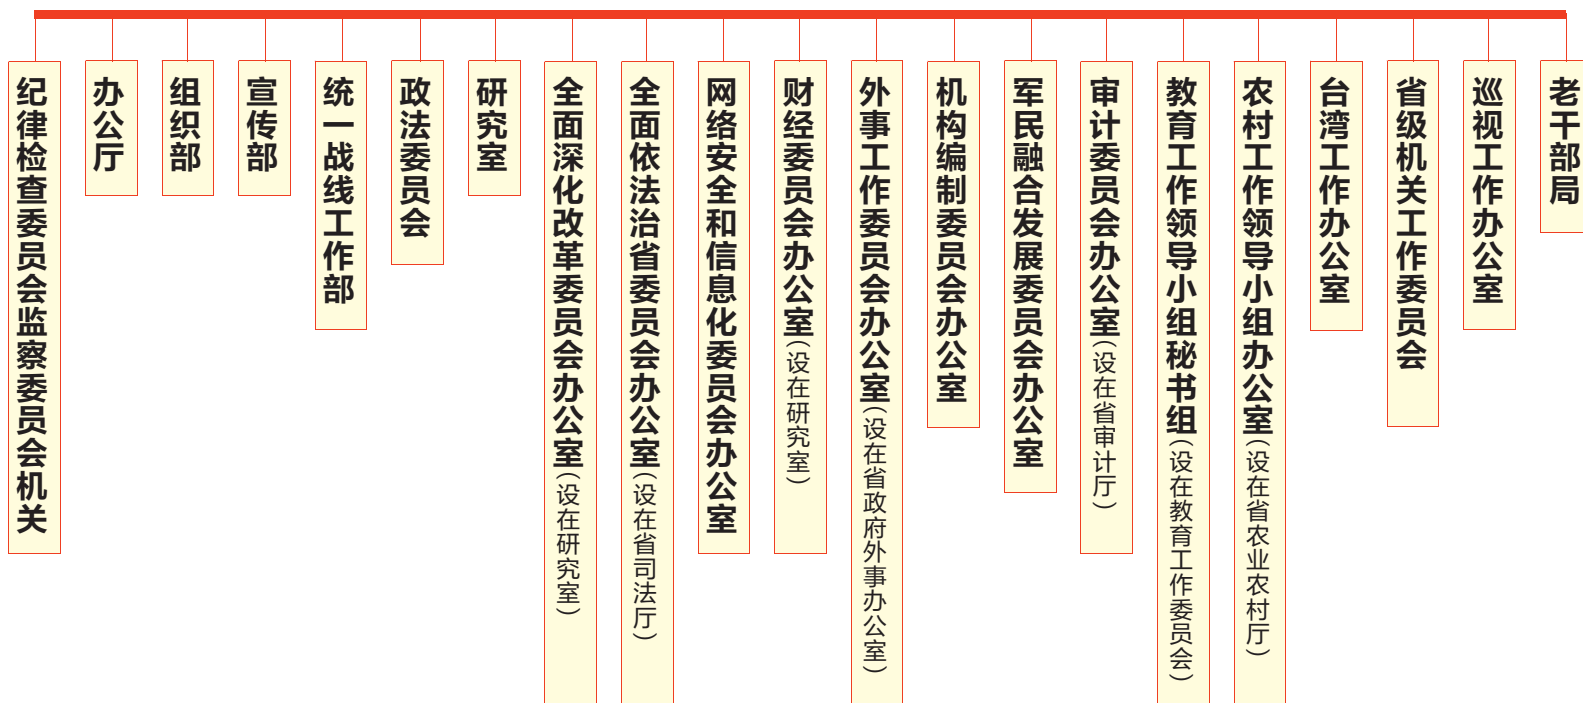 纪律检查委员会监察委员会机关
办公厅
组织部
宣传部
统一战线工作部
政法委员会
研究室
全面深化改革委员会办公室(设在研究室)
全面依法治省委员会办公室(设在省司法厅)
网络安全和信息化委员会办公室
财经委员会办公室(设在研究室)
外事工作委员会办公室(设在省政府外事办公室)
机构编制委员会办公室
军民融合发展委员会办公室
审计委员会办公室(设在省审计厅)
教育工作领导小组秘书组(设在教育工作委员会)
农村工作领导小组办公室(设在省农业农村厅)
台湾工作办公室
省级机关工作委员会
巡视工作办公室
老干部局